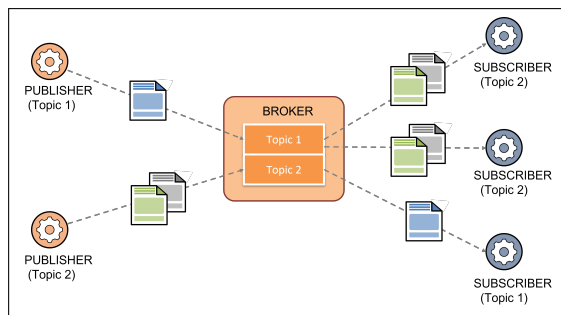 PUBLISHER
(Topic 1)
BROKER
Topic 1
Topic 2
PUBLISHER
(Topic 2)
SUBSCRIBER
(Topic 2)
SUBSCRIBER
(Topic 2)
SUBSCRIBER
(Topic 1)